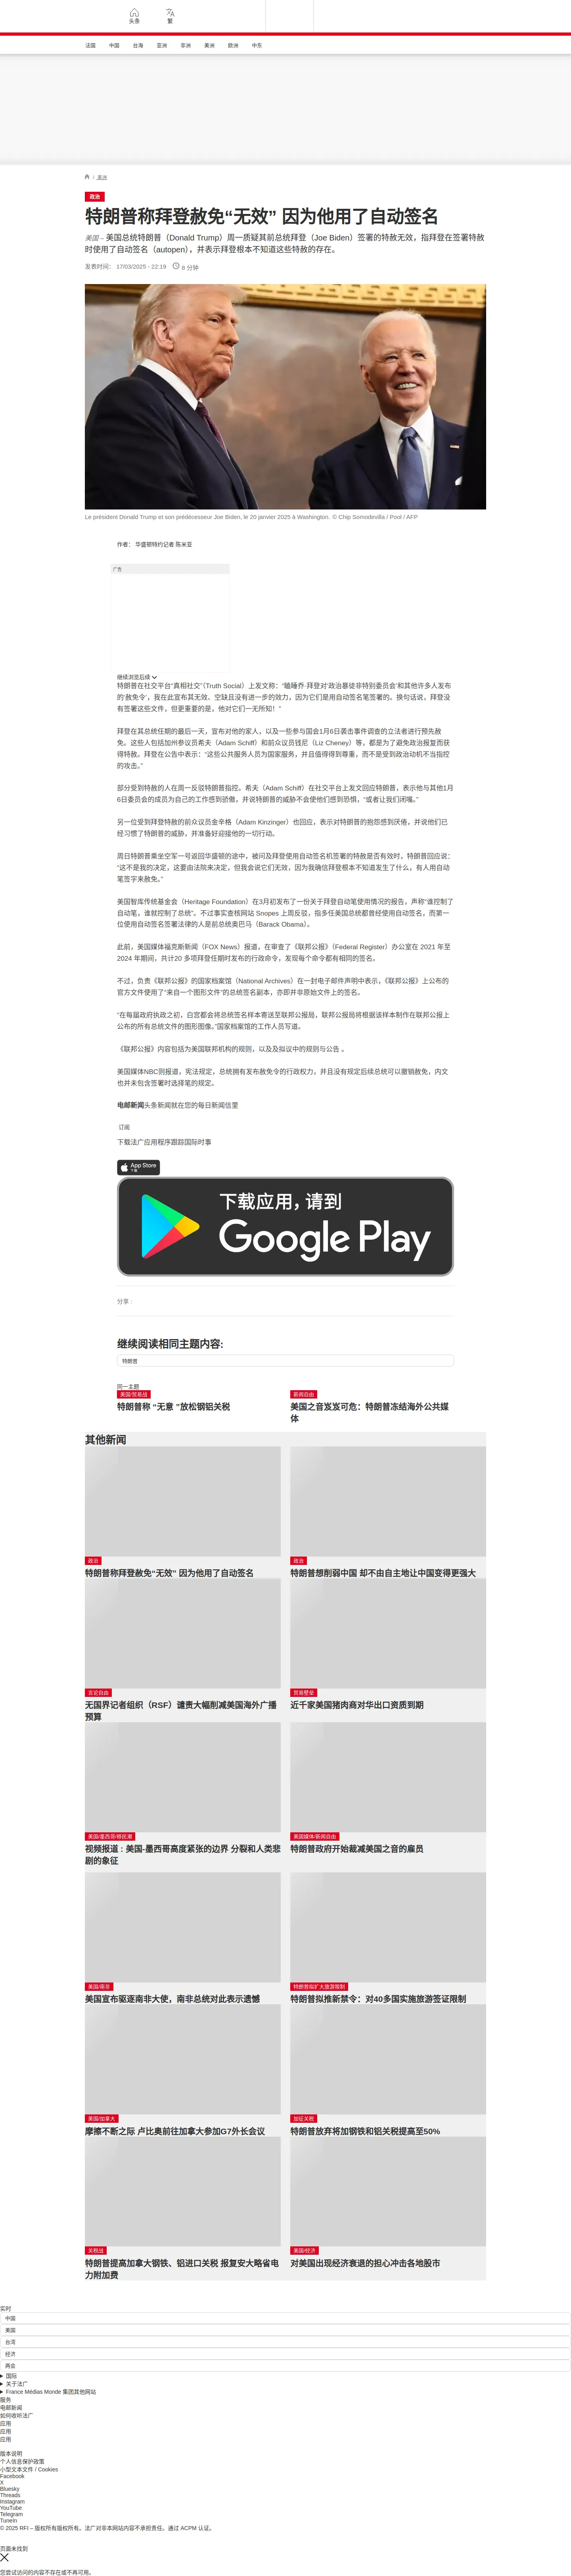 头条
繁
法国 中国 台海 亚洲 非洲 美洲 欧洲 中东
/ 美洲
政治
特朗普称拜登赦免“无效” 因为他用了自动签名
美国 – 美国总统特朗普（Donald Trump）周一质疑其前总统拜登（Joe Biden）签署的特赦无效，指拜登在签署特赦
时使用了自动签名（autopen），并表示拜登根本不知道这些特赦的存在。
发表时间： 17/03/2025 - 22:19 8 分钟
Le président Donald Trump et son prédécesseur Joe Biden, le 20 janvier 2025 à Washington. © Chip Somodevilla / Pool / AFP
作者： 华盛顿特约记者 陈米亚
广告
继续浏览后续
特朗普在社交平台“真相社交”（Truth Social）上发文称：“瞌睡乔·拜登对‘政治暴徒非特别委员会’和其他许多人发布
的‘赦免令’，我在此宣布其无效、空缺且没有进一步的效力，因为它们是用自动签名笔签署的。换句话说，拜登没
有签署这些文件，但更重要的是，他对它们一无所知！”
拜登在其总统任期的最后一天，宣布对他的家人，以及一些参与国会1月6日袭击事件调查的立法者进行预先赦
免。这些人包括加州参议员希夫（Adam Schiff）和前众议员钱尼（Liz Cheney）等，都是为了避免政治报复而获
得特赦。拜登在公告中表示：“这些公共服务人员为国家服务，并且值得得到尊重，而不是受到政治动机不当指控
的攻击。”
部分受到特赦的人在周一反驳特朗普指控。希夫（Adam Schiff）在社交平台上发文回应特朗普，表示他与其他1月
6日委员会的成员为自己的工作感到骄傲，并说特朗普的威胁不会使他们感到恐惧，“或者让我们闭嘴。”
另一位受到拜登特赦的前众议员金辛格（Adam Kinzinger）也回应，表示对特朗普的抱怨感到厌倦，并说他们已
经习惯了特朗普的威胁，并准备好迎接他的一切行动。
周日特朗普乘坐空军一号返回华盛顿的途中，被问及拜登使用自动签名机签署的特赦是否有效时，特朗普回应说：
“这不是我的决定，这要由法院来决定，但我会说它们无效，因为我确信拜登根本不知道发生了什么，有人用自动
笔签字来赦免。”
美国智库传统基金会（Heritage Foundation）在3月初发布了一份关于拜登自动笔使用情况的报告，声称“谁控制了
自动笔，谁就控制了总统”。不过事实查核网站 Snopes 上周反驳，指多任美国总统都曾经使用自动签名，而第一
位使用自动签名签署法律的人是前总统奥巴马（Barack Obama）。
此前，美国媒体福克斯新闻（FOX News）报道，在审查了《联邦公报》（Federal Register）办公室在 2021 年至
2024 年期间，共计20 多项拜登任期时发布的行政命令，发现每个命令都有相同的签名。
不过，负责《联邦公报》的国家档案馆（National Archives）在一封电子邮件声明中表示，《联邦公报》上公布的
官方文件使用了“来自一个图形文件”的总统签名副本，亦即并非原始文件上的签名。
“在每届政府执政之初，白宫都会将总统签名样本寄送至联邦公报局，联邦公报局将根据该样本制作在联邦公报上
公布的所有总统文件的图形图像。”国家档案馆的工作人员写道。
《联邦公报》内容包括为美国联邦机构的规则，以及及拟议中的规则与公告 。
美国媒体NBC则报道，宪法规定，总统拥有发布赦免令的行政权力，并且没有规定后续总统可以撤销赦免，内文
也并未包含签署时选择笔的规定。
电邮新闻头条新闻就在您的每日新闻信里
订阅
下载法广应用程序跟踪国际时事
App Store
下载
下载应用，请到
Google Play
分享 :
继续阅读相同主题内容:
特朗普
同一主题
美国/贸易战
特朗普称 “无意 ”放松钢铝关税
新闻自由
美国之音岌岌可危：特朗普冻结海外公共媒
体
其他新闻
政治
特朗普称拜登赦免“无效” 因为他用了自动签名
政治
特朗普想削弱中国 却不由自主地让中国变得更强大
言论自由
无国界记者组织（RSF）谴责大幅削减美国海外广播
预算
贸易壁垒
近千家美国猪肉商对华出口资质到期
美国/墨西哥/移民潮
视频报道 : 美国-墨西哥高度紧张的边界 分裂和人类悲
剧的象征
美国媒体/新闻自由
特朗普政府开始裁减美国之音的雇员
美国/南非
美国宣布驱逐南非大使，南非总统对此表示遗憾
特朗普拟扩大旅游限制
特朗普拟推新禁令：对40多国实施旅游签证限制
美国/加拿大
摩擦不断之际 卢比奥前往加拿大参加G7外长会议
加征关税
特朗普放弃将加钢铁和铝关税提高至50%
关税战
特朗普提高加拿大钢铁、铝进口关税 报复安大略省电
力附加费
美国/经济
对美国出现经济衰退的担心冲击各地股市
实时
中国
美国
台湾
经济
两会
国际
关于法广
France Médias Monde 集团其他网站
服务
电邮新闻
如何收听法广
应用
应用
应用
版本说明
个人信息保护政策
小型文本文件 / Cookies
Facebook
X
Bluesky
Threads
Instagram
YouTube
Telegram
TuneIn
© 2025 RFI – 版权所有版权所有。法广对非本网站内容不承担责任。通过 ACPM 认证。
页面未找到
您尝试访问的内容不存在或不再可用。